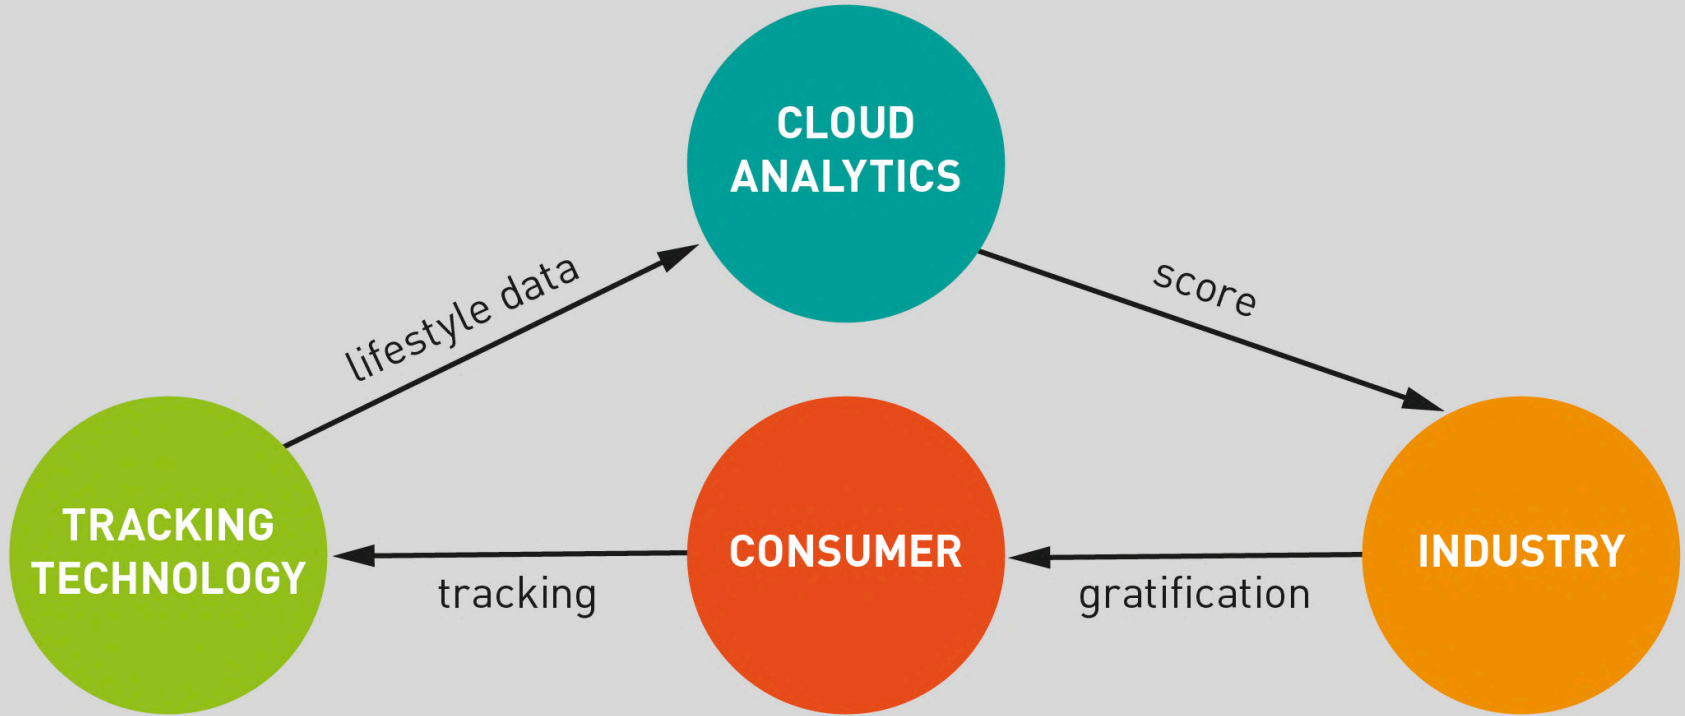 CLOUD
ANALYTICS
lifestyle data
score
TRACKING
TECHNOLOGY
tracking
CONSUMER
gratification
INDUSTRY